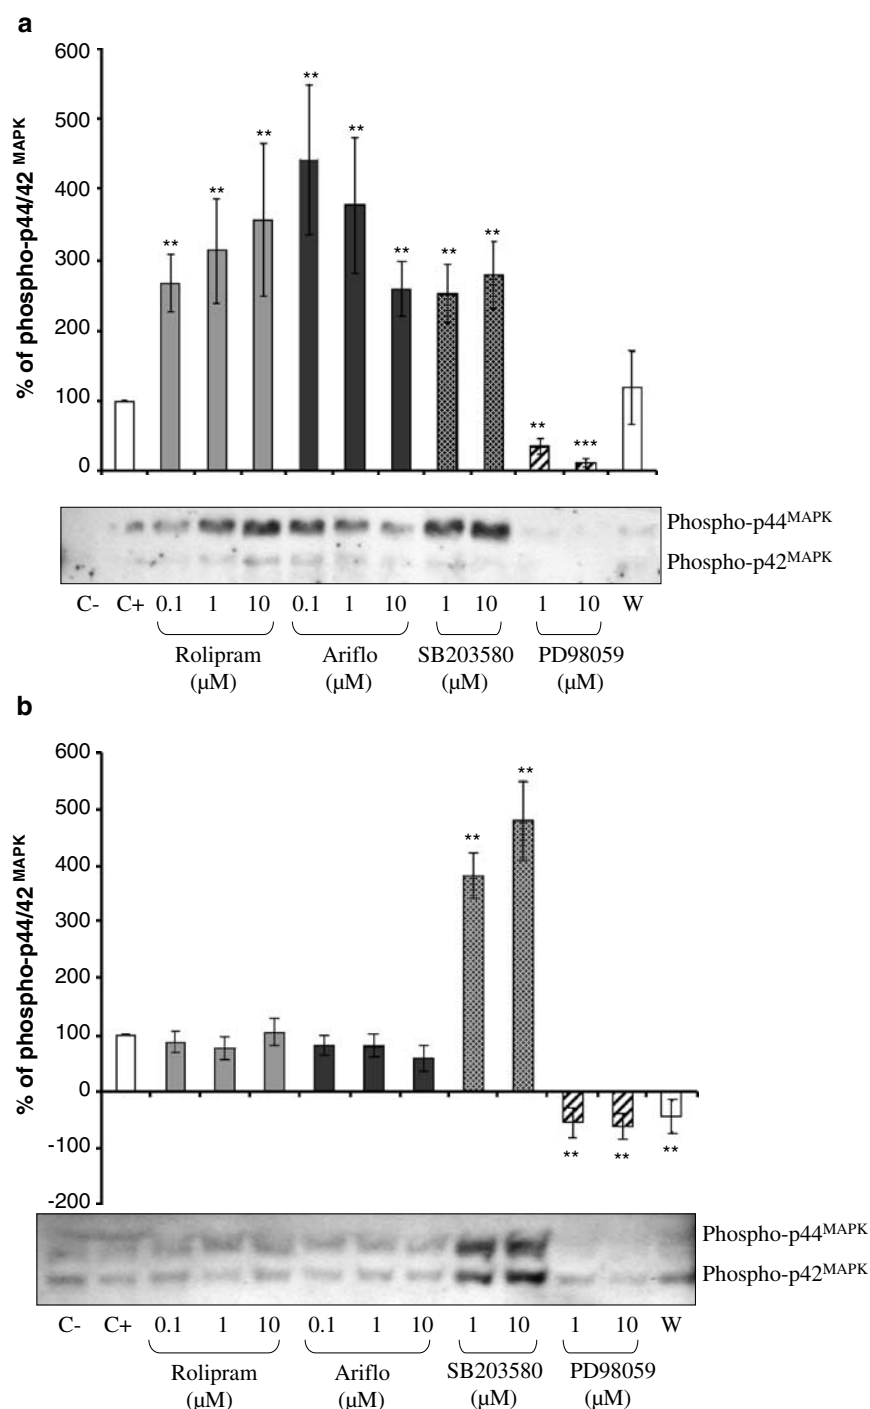 a
% of phospho-p44/42 MAPK
600
500
400
300
200
100
0
** ** ** ** ** ** ** ** ** ***
Phospho-p44MAPK
Phospho-p42MAPK
C- C+ 0.1 1 10 0.1 1 10 1 10 1 10 W
Rolipram Ariflo SB203580 PD98059
(µM) (µM) (µM) (µM)
b
% of phospho-p44/42 MAPK
600
500
400
300
200
100
0
-100
-200
** **
** ** **
Phospho-p44MAPK
Phospho-p42MAPK
C- C+ 0.1 1 10 0.1 1 10 1 10 1 10 W
Rolipram Ariflo SB203580 PD98059
(µM) (µM) (µM) (µM)